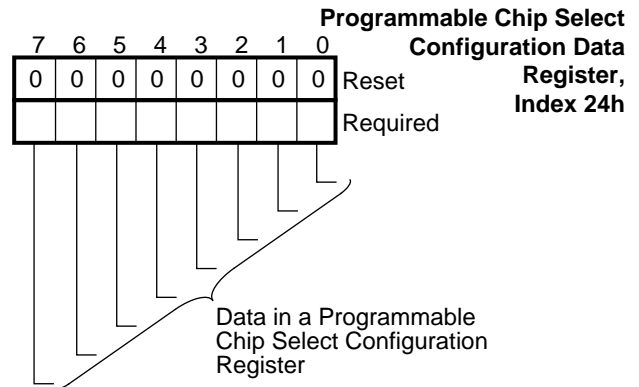 Programmable Chip Select
Configuration Data
Register,
Index 24h
7 6 5 4 3 2 1 0
0 0 0 0 0 0 0 0 Reset
Required
Data in a Programmable
Chip Select Configuration
Register